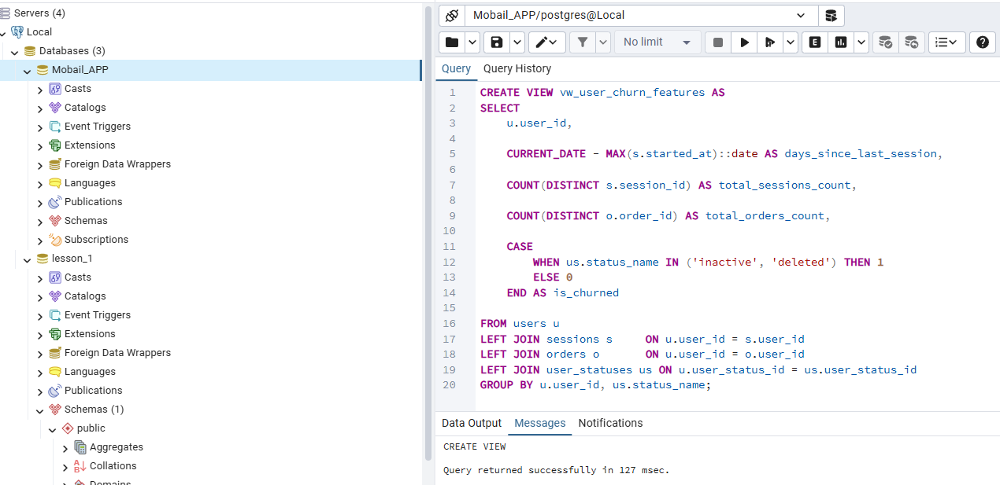 Servers (4)
Local
Databases (3)
Mobail_APP
Casts
Catalogs
Event Triggers
Extensions
Foreign Data Wrappers
Languages
Publications
Schemas
Subscriptions
lesson_1
Casts
Catalogs
Event Triggers
Extensions
Foreign Data Wrappers
Languages
Publications
Schemas (1)
public
Aggregates
Collations
Domains
Mobail_APP/postgres@Local
No limit
E
?
Query Query History
1 CREATE VIEW vw_user_churn_features AS
2 SELECT
3 u.user_id,
4
5 CURRENT_DATE - MAX(s.started_at)::date AS days_since_last_session,
6
7 COUNT(DISTINCT s.session_id) AS total_sessions_count,
8
9 COUNT(DISTINCT o.order_id) AS total_orders_count,
10
11 CASE
12 WHEN us.status_name IN ('inactive', 'deleted') THEN 1
13 ELSE 0
14 END AS is_churned
15
16 FROM users u
17 LEFT JOIN sessions s ON u.user_id = s.user_id
18 LEFT JOIN orders o ON u.user_id = o.user_id
19 LEFT JOIN user_statuses us ON u.user_status_id = us.user_status_id
20 GROUP BY u.user_id, us.status_name;
Data Output Messages Notifications
CREATE VIEW
Query returned successfully in 127 msec.